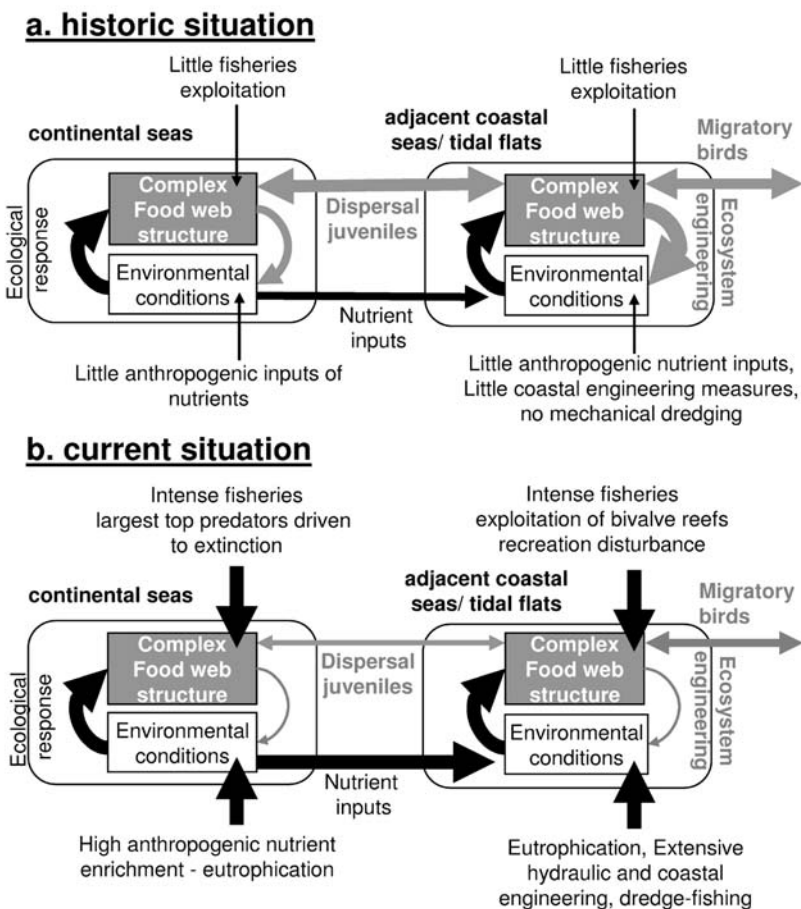 a. historic situation
Little fisheries
exploitation
Little fisheries
exploitation
continental seas
adjacent coastal
seas/ tidal flats
Migratory
birds
Ecological
response
Complex
Food web
structure
Environmental
conditions
Dispersal
juveniles
Nutrient
inputs
Complex
Food web
structure
Environmental
conditions
Ecosystem
engineering
Little anthropogenic inputs of
nutrients
Little anthropogenic nutrient inputs,
Little coastal engineering measures,
no mechanical dredging
b. current situation
Intense fisheries
largest top predators driven
to extinction
Intense fisheries
exploitation of bivalve reefs
recreation disturbance
continental seas
adjacent coastal
seas/ tidal flats
Migratory
birds
Ecological
response
Complex
Food web
structure
Environmental
conditions
Dispersal
juveniles
Nutrient
inputs
Complex
Food web
structure
Environmental
conditions
Ecosystem
engineering
High anthropogenic nutrient
enrichment - eutrophication
Eutrophication, Extensive
hydraulic and coastal
engineering, dredge-fishing